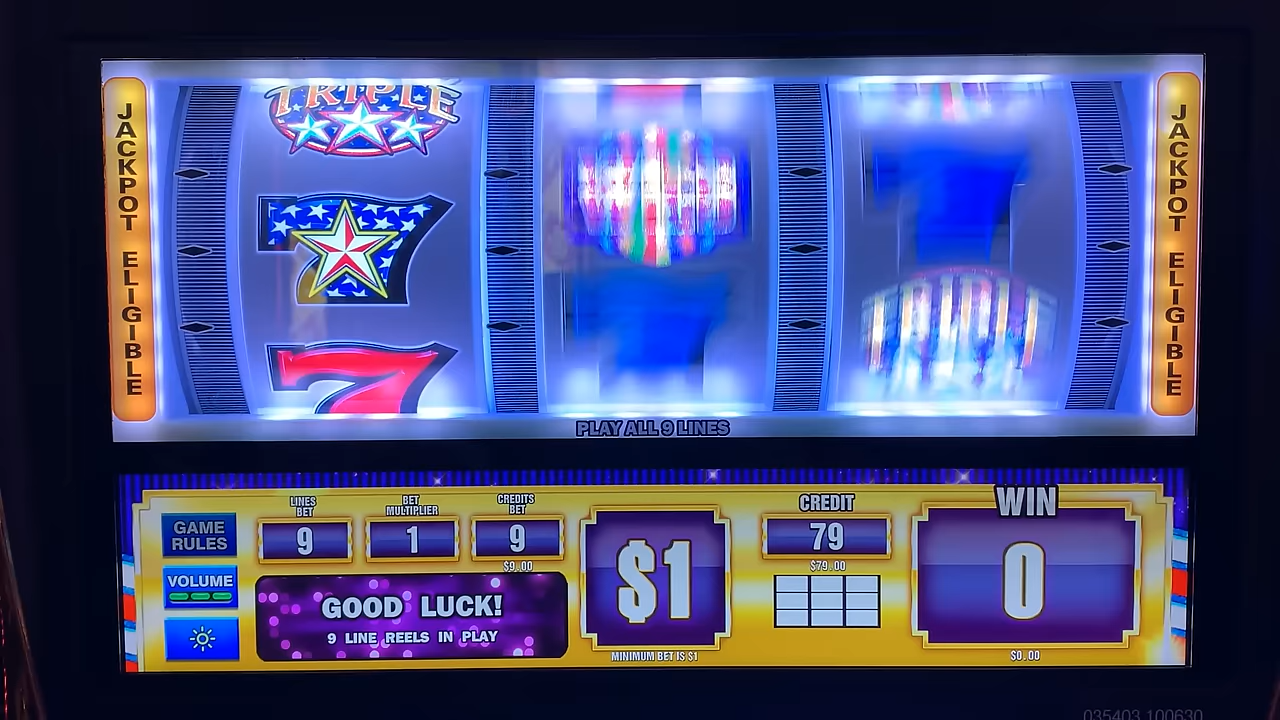 TRIPLE
7
7
JACKPOT ELIGIBLE
JACKPOT ELIGIBLE
PLAY ALL 9 LINES
GAME RULES
VOLUME
LINES BET
9
BET MULTIPLIER
1
CREDITS BET
9
$9.00
GOOD LUCK!
9 LINE REELS IN PLAY
$1
MINIMUM BET IS $1
CREDIT
79
$79.00
WIN
0
$0.00
035403 100630